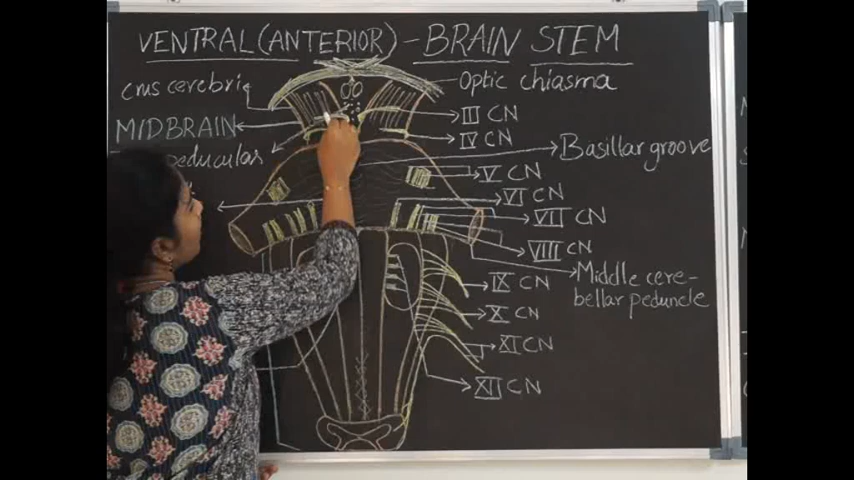 VENTRAL (ANTERIOR) - BRAIN STEM
crus cerebri
Optic chiasma
III CN
MIDBRAIN
IV CN
Basillar groove
peduculas
V CN
VI CN
VII CN
VIII CN
Middle cere-
bellar peduncle
IX CN
X CN
XI CN
XII CN